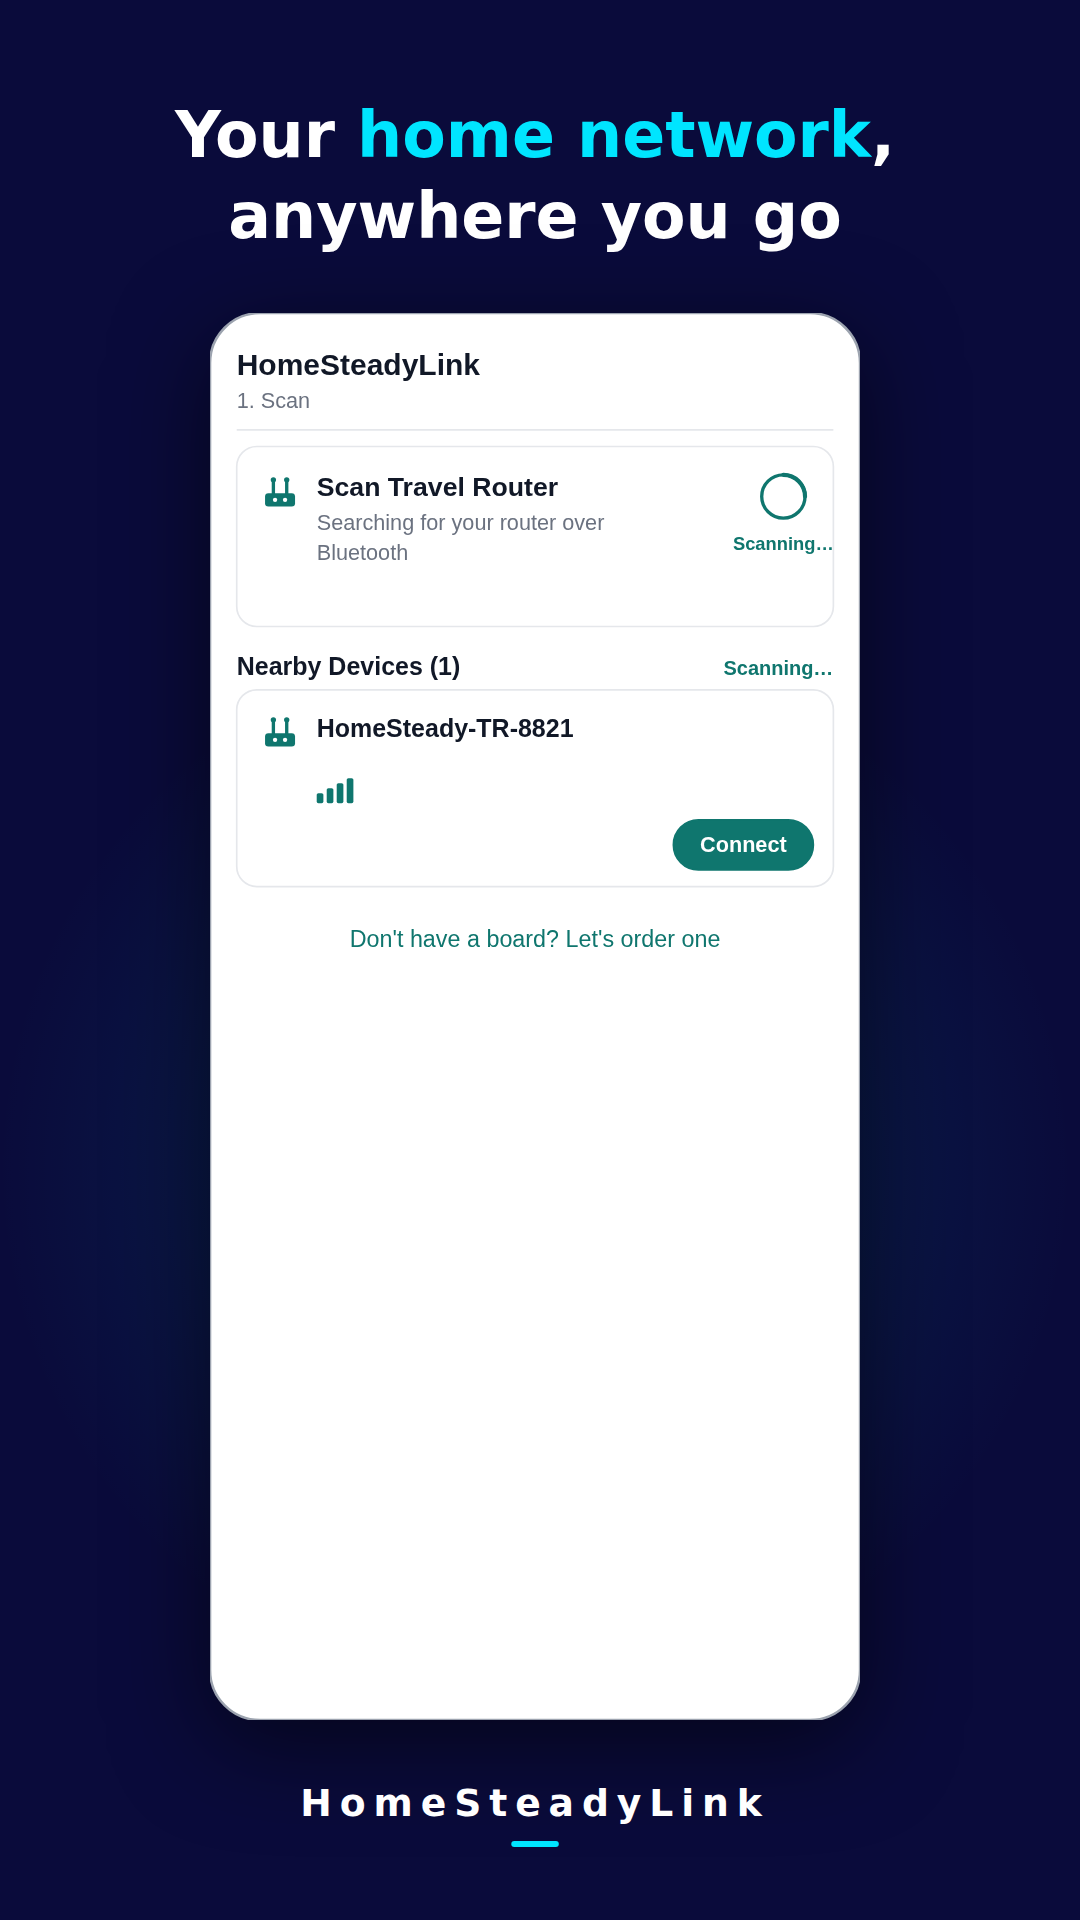 Your home network,
anywhere you go
HomeSteadyLink
1. Scan
Scan Travel Router
Searching for your router over
Bluetooth
Scanning...
Nearby Devices (1)
Scanning...
HomeSteady-TR-8821
Connect
Don't have a board? Let's order one
HomeSteadyLink